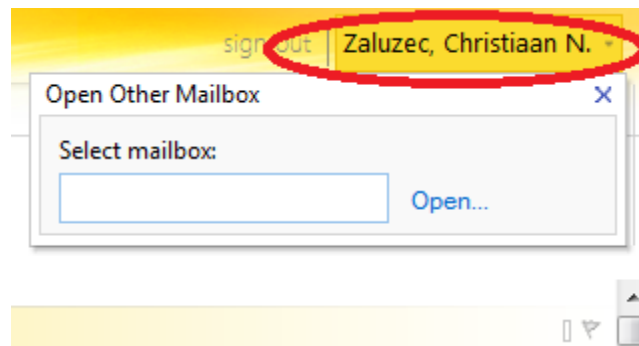 sign out | Zaluzec, Christiaan N.
Open Other Mailbox
Select mailbox:
Open...